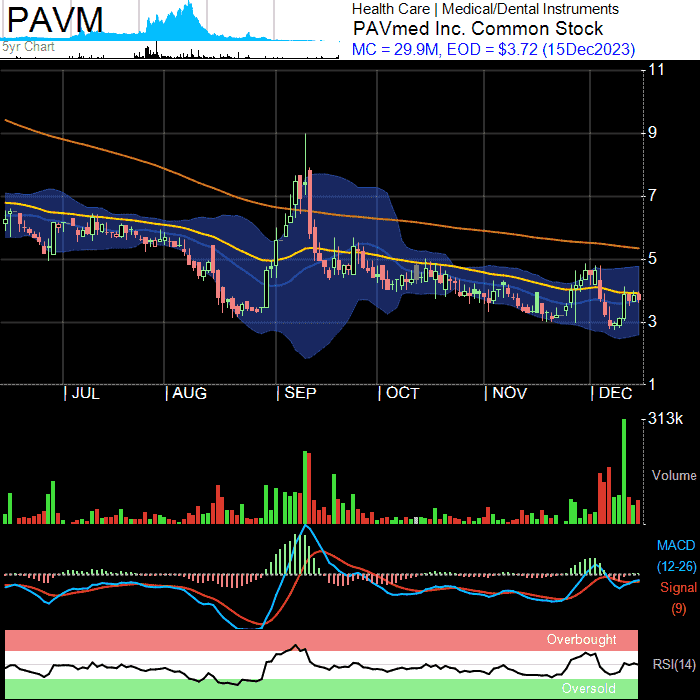 PAVM
5yr Chart
Health Care | Medical/Dental Instruments
PAVmed Inc. Common Stock
MC = 29.9M, EOD = $3.72 (15Dec2023)
11
9
7
5
3
1
| JUL | AUG | SEP | OCT | NOV | DEC
313k
Volume
MACD
(12-26)
Signal
(9)
Overbought
RSI(14)
Oversold